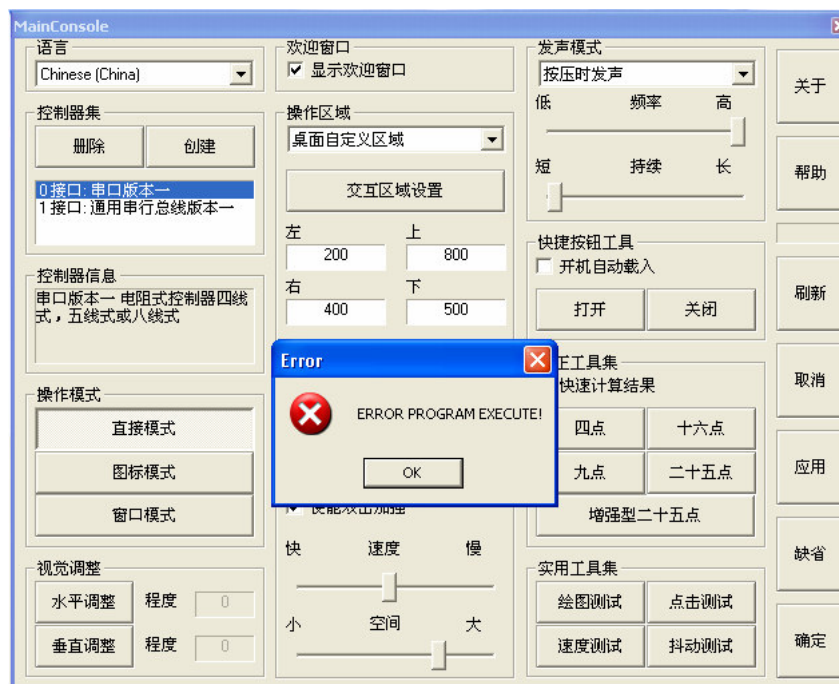 MainConsole
语言
Chinese (China)
控制器集
删除
创建
0 接口: 串口版本一
1 接口: 通用串行总线版本一
控制器信息
串口版本一 电阻式控制器四线
式，五线式或八线式
操作模式
直接模式
图标模式
窗口模式
视觉调整
水平调整
程度
0
垂直调整
程度
0
欢迎窗口
显示欢迎窗口
操作区域
桌面自定义区域
交互区域设置
左
上
200
800
右
下
400
500
Error
ERROR PROGRAM EXECUTE!
OK
快
速度
慢
小
空间
大
发声模式
按压时发声
低
频率
高
短
持续
长
快捷按钮工具
开机自动载入
打开
关闭
正工具集
快速计算结果
四点
十六点
九点
二十五点
增强型二十五点
实用工具集
绘图测试
点击测试
速度测试
抖动测试
关于
帮助
刷新
取消
应用
缺省
确定